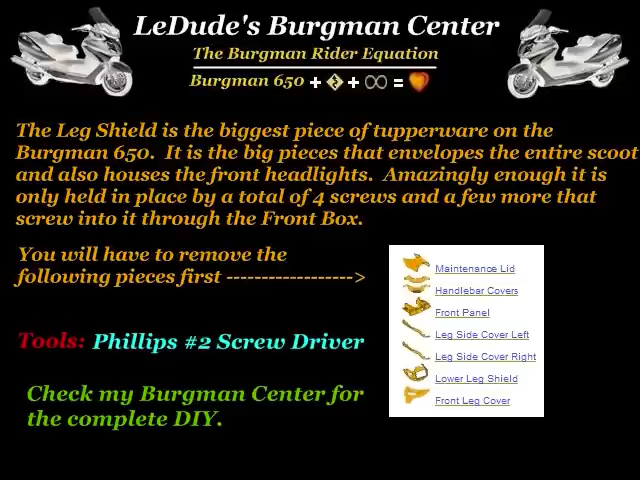 LeDude's Burgman Center
The Burgman Rider Equation
Burgman 650 + � + ∞ =
The Leg Shield is the biggest piece of tupperware on the
Burgman 650. It is the big pieces that envelopes the entire scoot
and also houses the front headlights. Amazingly enough it is
only held in place by a total of 4 screws and a few more that
screw into it through the Front Box.
You will have to remove the
following pieces first ------------------>
Maintenance Lid
Handlebar Covers
Front Panel
Leg Side Cover Left
Leg Side Cover Right
Lower Leg Shield
Front Leg Cover
Tools: Phillips #2 Screw Driver
Check my Burgman Center for
the complete DIY.